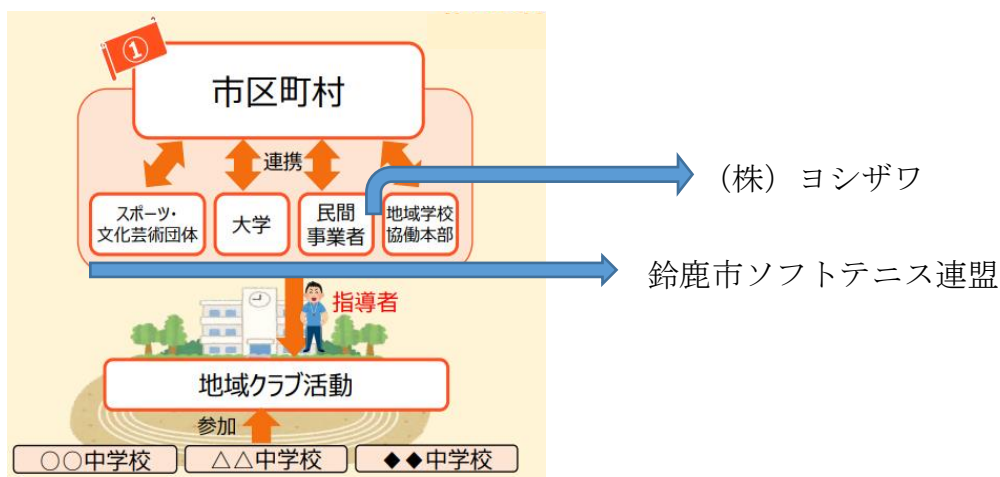 ①
市区町村
連携
スポーツ・
文化芸術団体
大学
民間
事業者
地域学校
協働本部
(株)ヨシザワ
鈴鹿市ソフトテニス連盟
指導者
地域クラブ活動
参加
○○中学校
△△中学校
◆◆中学校